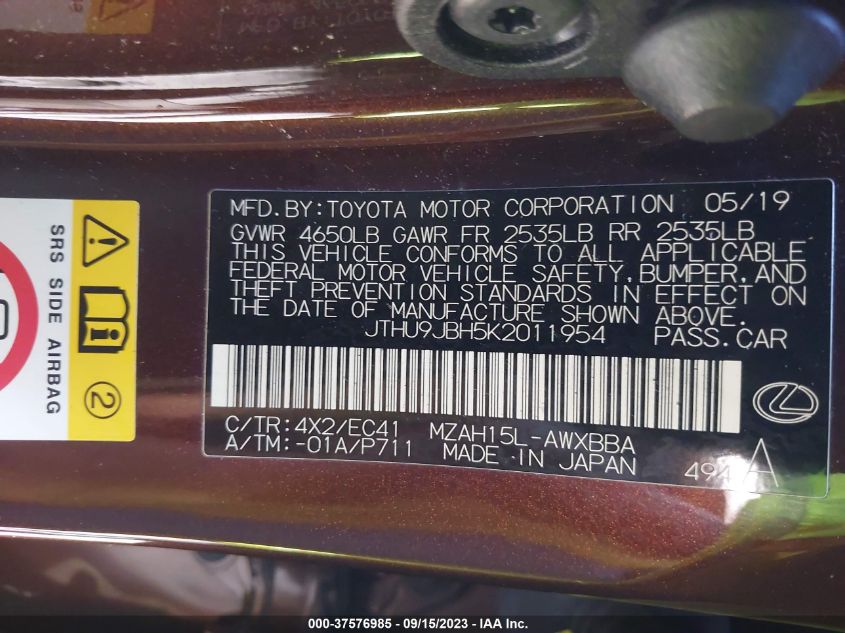 MFD.BY:TOYOTA MOTOR CORPORATION 05/19
GVWR 4650LB GAWR FR 2535LB RR 2535LB
THIS VEHICLE CONFORMS TO ALL APPLICABLE
FEDERAL MOTOR VEHICLE SAFETY,BUMPER,AND
THEFT PREVENTION STANDARDS IN EFFECT ON
THE DATE OF MANUFACTURE SHOWN ABOVE.
JTHU9JBH5K2011954 PASS.CAR
C/TR:4X2/EC41 MZAH15L-AWXBBA
A/TM:-01A/P711 MADE IN JAPAN
A
SRS SIDE AIRBAG
2
000-37576985 - 09/15/2023 - IAAI.com